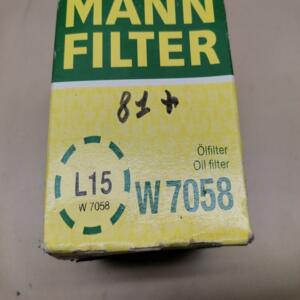 MANN
FILTER
81+
Ölfilter
Oil filter
L15
W 7058
W 7058